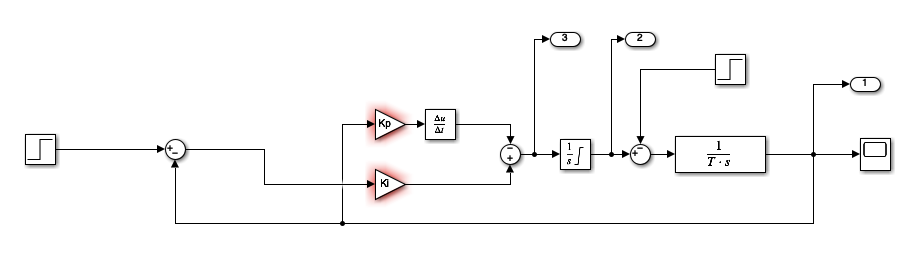 3
2
1
Kp
Δu
Δt
+
−
−
+
1
s
+
−
1
T · s
Ki